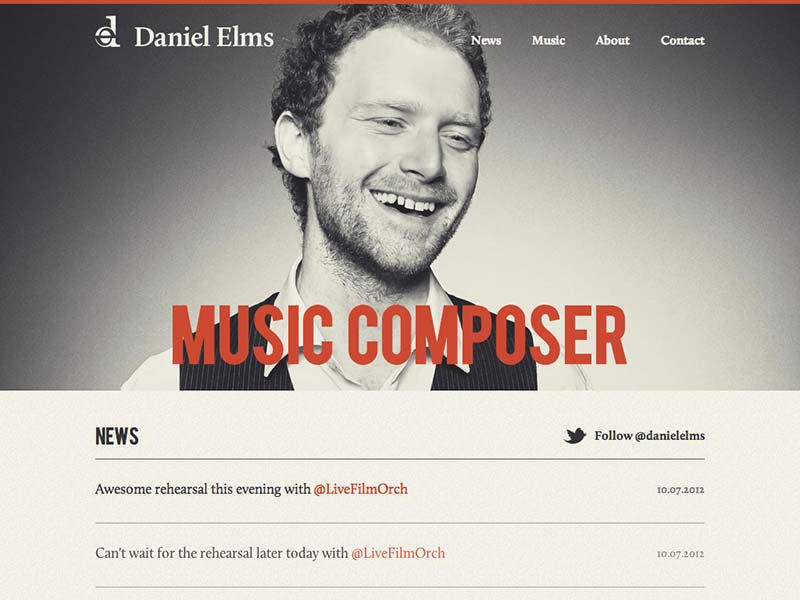 Daniel Elms
News Music About Contact
MUSIC COMPOSER
NEWS
Follow @danielelms
Awesome rehearsal this evening with @LiveFilmOrch
10.07.2012
Can't wait for the rehearsal later today with @LiveFilmOrch
10.07.2012